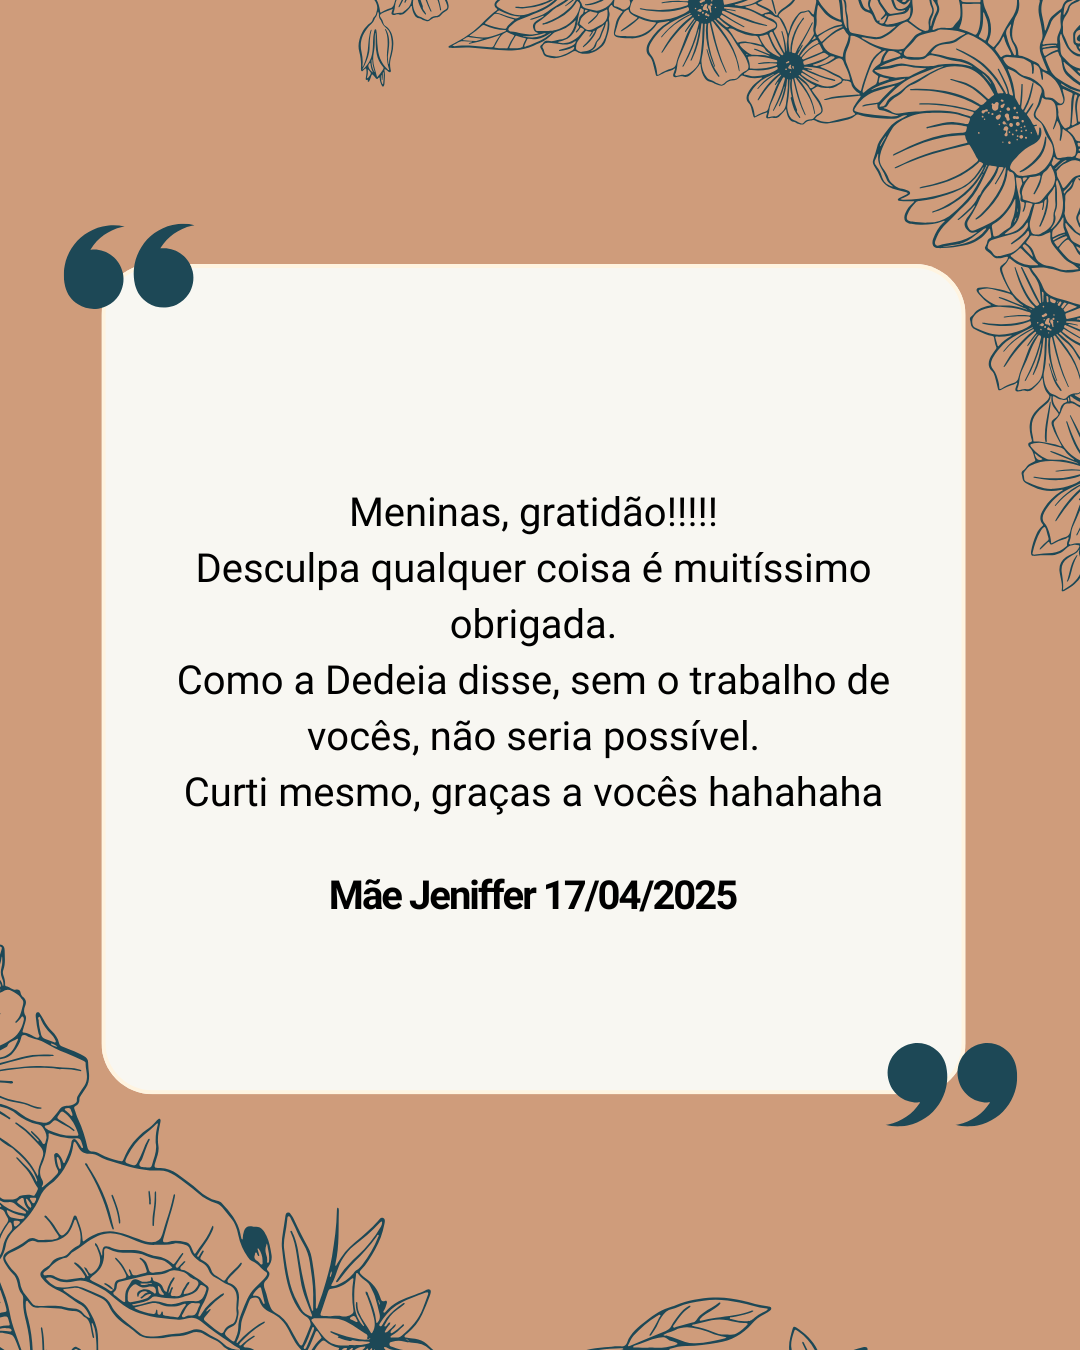 Meninas, gratidão!!!!!
Desculpa qualquer coisa é muitíssimo
obrigada.
Como a Dedeia disse, sem o trabalho de
vocês, não seria possível.
Curti mesmo, graças a vocês hahahaha
Mãe Jeniffer 17/04/2025